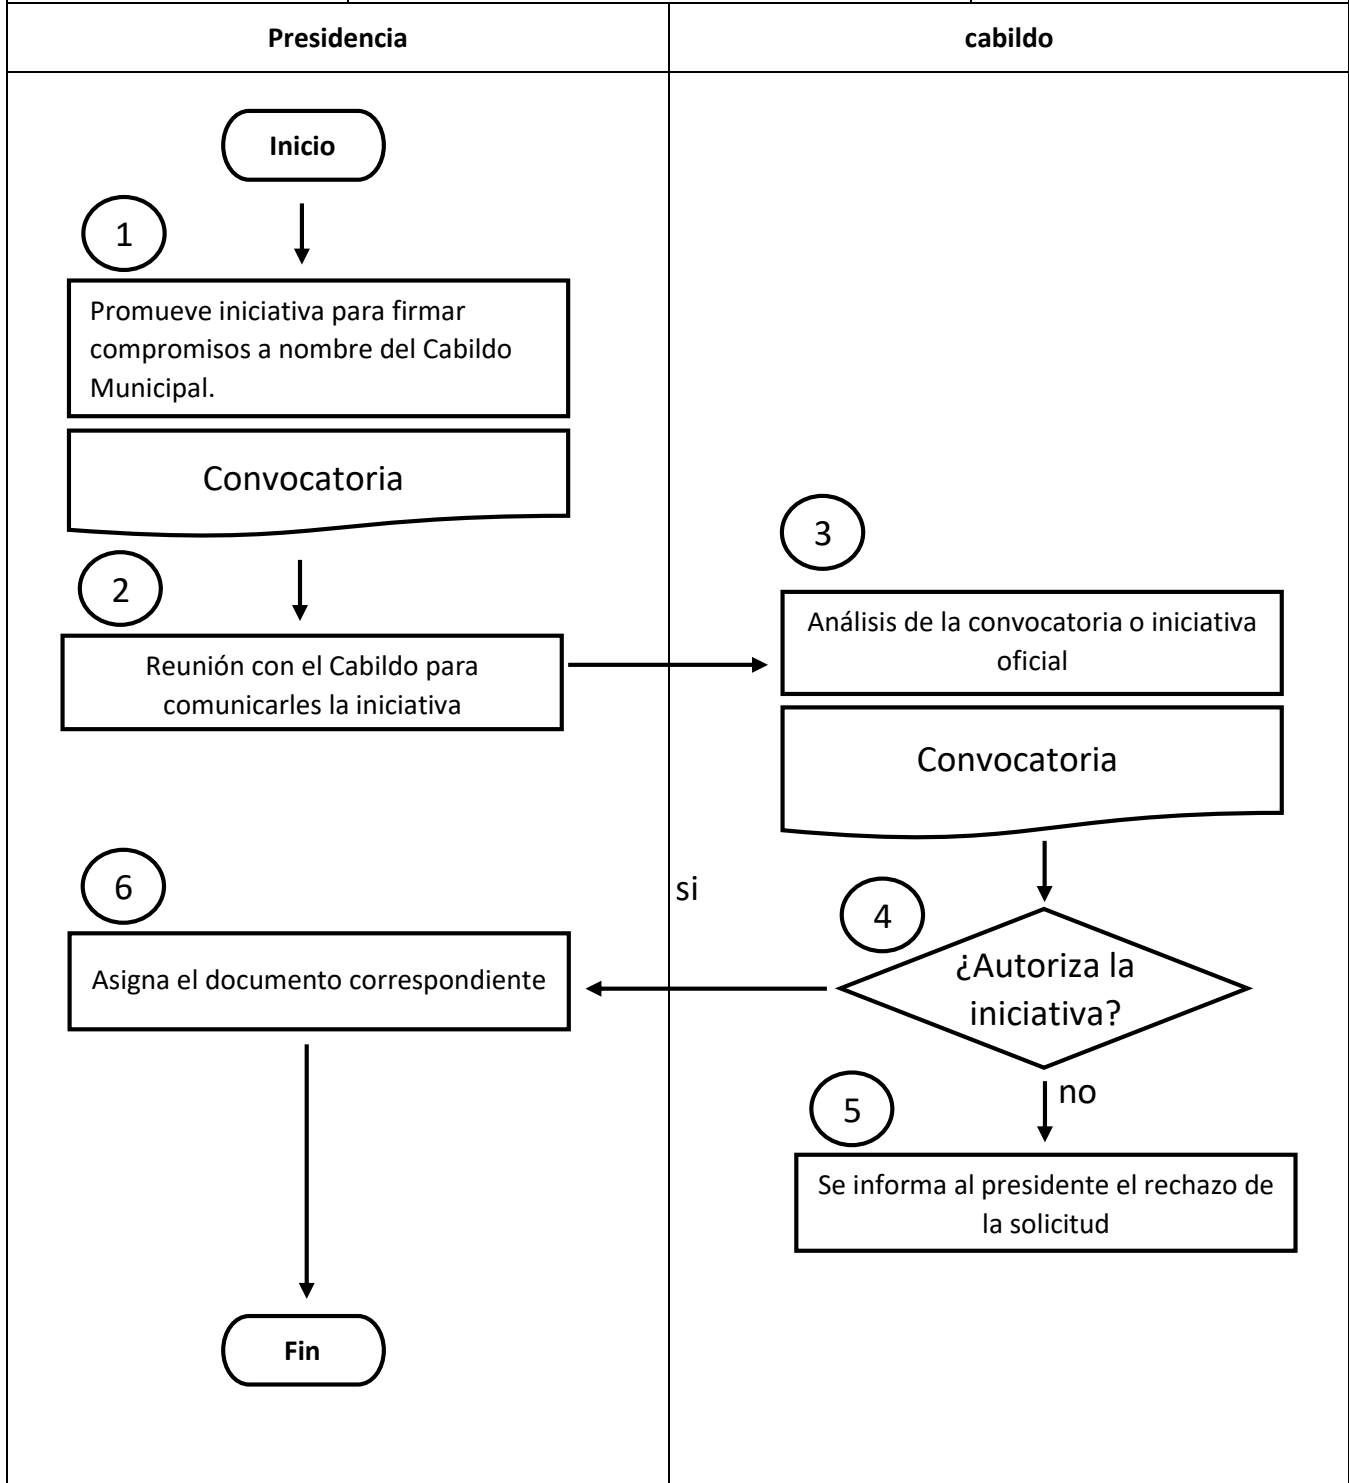 Presidencia
cabildo
Inicio
1
Promueve iniciativa para firmar
compromisos a nombre del Cabildo
Municipal.
Convocatoria
2
Reunión con el Cabildo para
comunicarles la iniciativa
3
Análisis de la convocatoria o iniciativa
oficial
Convocatoria
4
¿Autoriza la
iniciativa?
si
no
5
Se informa al presidente el rechazo de
la solicitud
6
Asigna el documento correspondiente
Fin